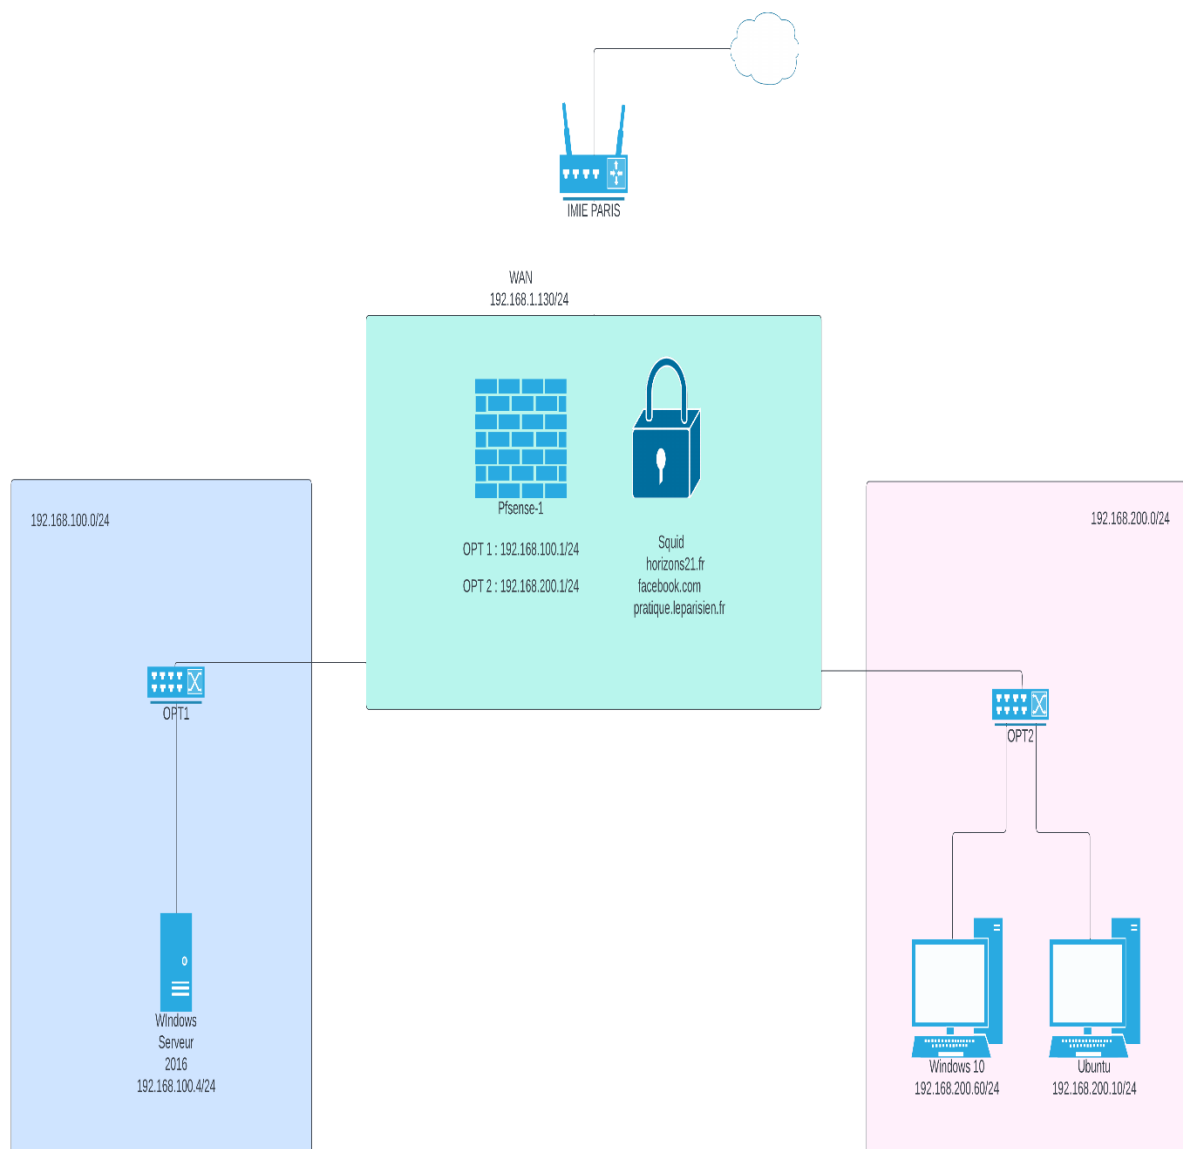 IMIE PARIS
WAN
192.168.1.130/24
Pfsense-1
OPT 1 : 192.168.100.1/24
OPT 2 : 192.168.200.1/24
Squid
horizons21.fr
facebook.com
pratique.leparisien.fr
192.168.100.0/24
OPT1
WIndows
Serveur
2016
192.168.100.4/24
192.168.200.0/24
OPT2
Windows 10
192.168.200.60/24
Ubuntu
192.168.200.10/24